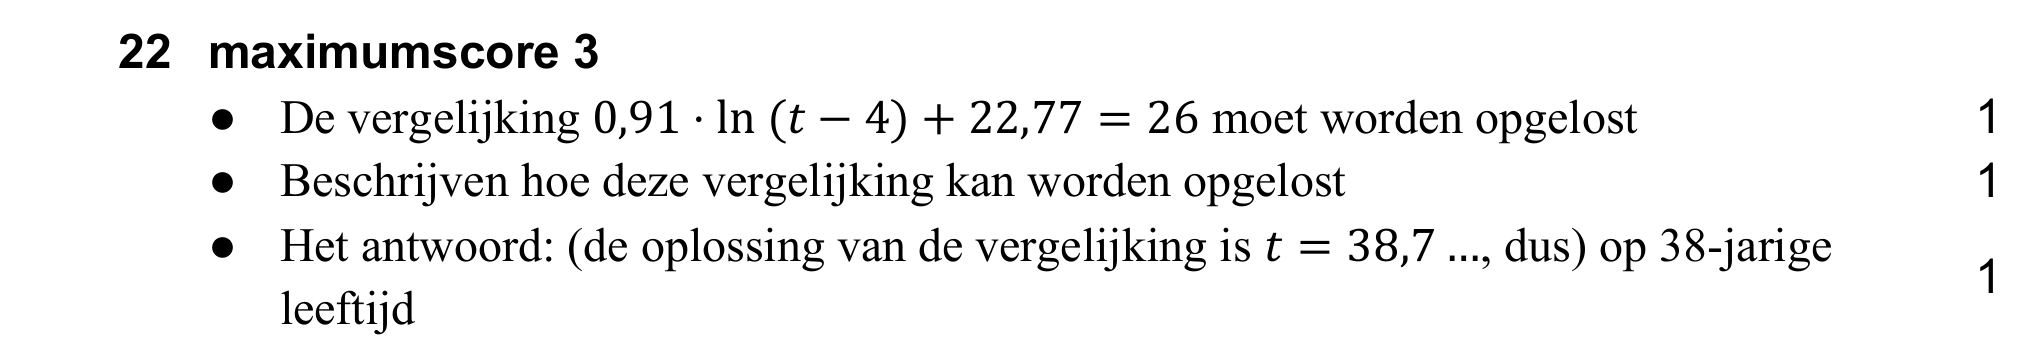 22 maximumscore 3
● De vergelijking 0,91 · ln (t − 4) + 22,77 = 26 moet worden opgelost 1
● Beschrijven hoe deze vergelijking kan worden opgelost 1
● Het antwoord: (de oplossing van de vergelijking is t = 38,7 ..., dus) op 38-jarige 1
leeftijd